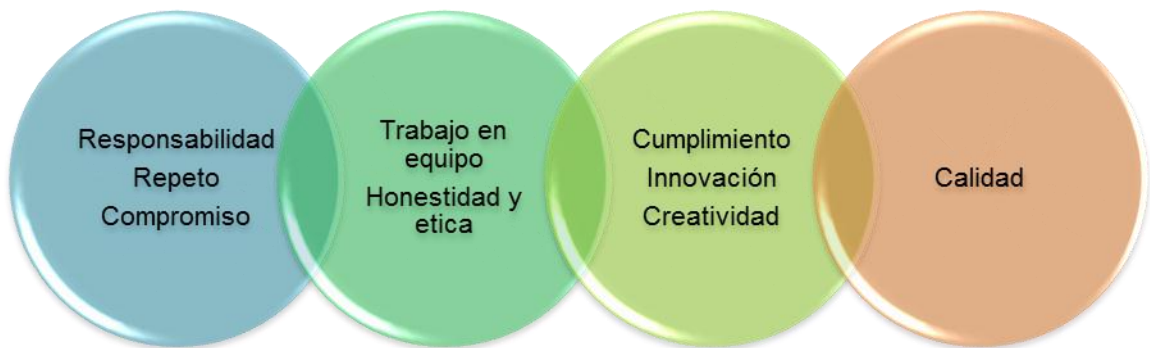 Responsabilidad
Repeto
Compromiso
Trabajo en
equipo
Honestidad y
etica
Cumplimiento
Innovación
Creatividad
Calidad